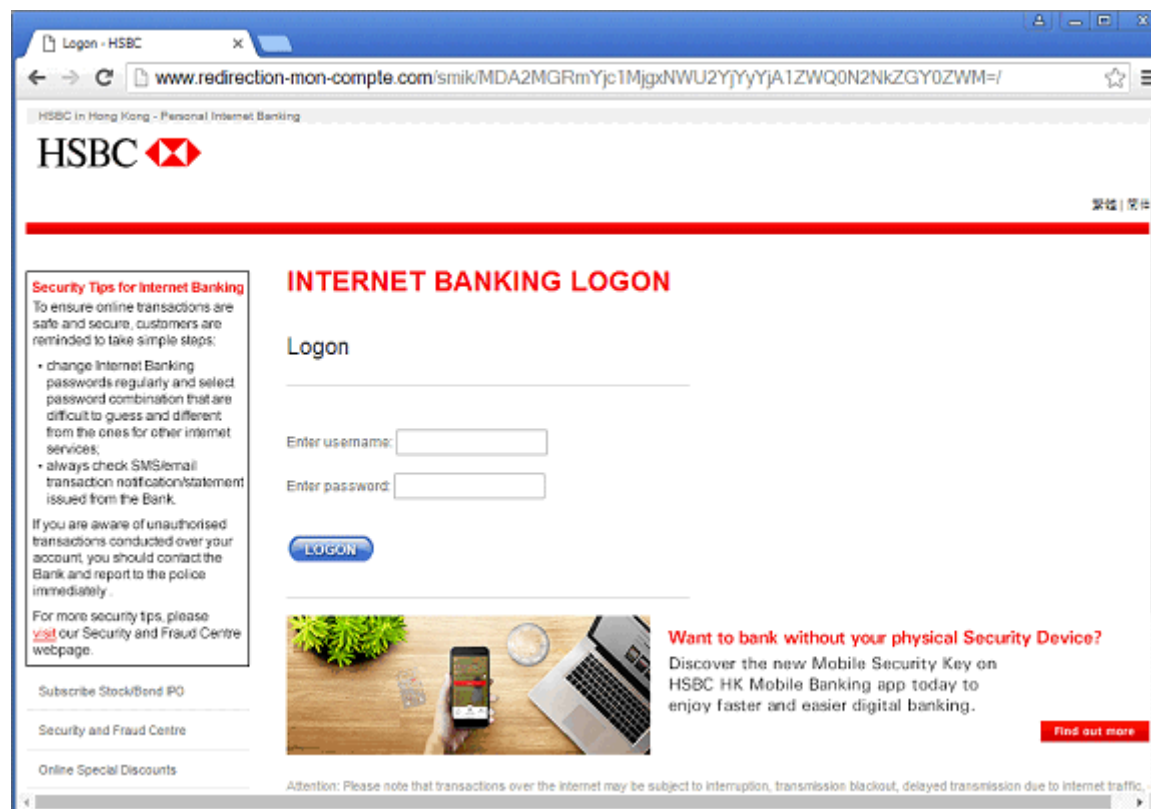 Logon - HSBC
www.redirection-mon-compte.com/smik/MDA2MGRmYjc1MjgxNWU2YjYyYjA1ZWQ0N2NkZGY0ZWM=/
HSBC in Hong Kong - Personal Internet Banking
HSBC
繁體 | 简体
Security Tips for Internet Banking
To ensure online transactions are
safe and secure, customers are
reminded to take simple steps:
• change Internet Banking
passwords regularly and select
password combination that are
difficult to guess and different
from the ones for other internet
services;
• always check SMS/email
transaction notification/statement
issued from the Bank.
If you are aware of unauthorised
transactions conducted over your
account, you should contact the
Bank and report to the police
immediately .
For more security tips, please
visit our Security and Fraud Centre
webpage.
Subscribe Stock/Bond IPO
Security and Fraud Centre
Online Special Discounts
INTERNET BANKING LOGON
Logon
Enter username:
Enter password:
LOGON
Want to bank without your physical Security Device?
Discover the new Mobile Security Key on
HSBC HK Mobile Banking app today to
enjoy faster and easier digital banking.
Find out more
Attention: Please note that transactions over the internet may be subject to interruption, transmission blackout, delayed transmission due to internet traffic,